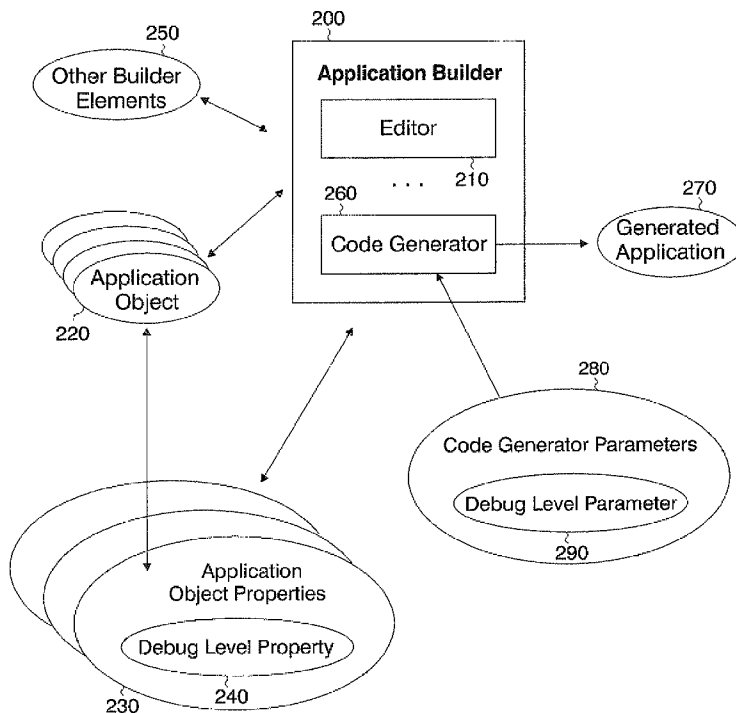 200
250
Application Builder
Other Builder
Elements
Editor
. . .
210
260
270
Code Generator
Generated
Application
Application
Object
220
280
Code Generator Parameters
Debug Level Parameter
290
Application
Object Properties
Debug Level Property
240
230